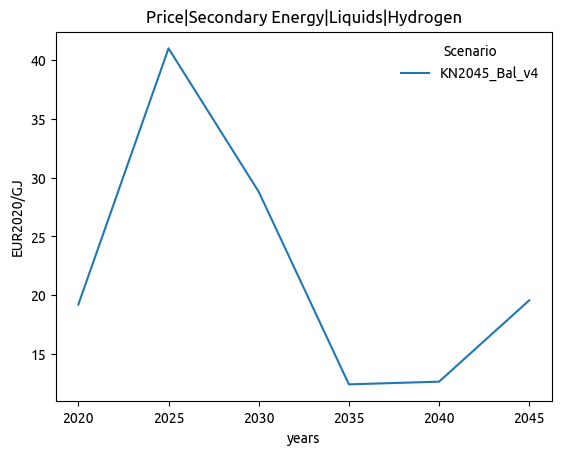 Price|Secondary Energy|Liquids|Hydrogen
Scenario
KN2045_Bal_v4
40
35
30
25
20
15
EUR2020/GJ
2020 2025 2030 2035 2040 2045
years